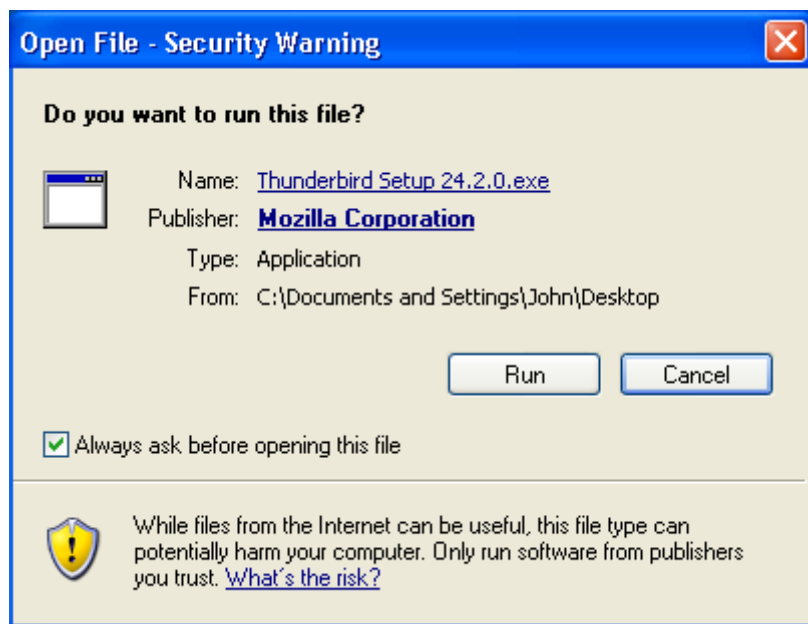 Open File - Security Warning
Do you want to run this file?
Name: Thunderbird Setup 24.2.0.exe
Publisher: Mozilla Corporation
Type: Application
From: C:\Documents and Settings\John\Desktop
Run Cancel
Always ask before opening this file
While files from the Internet can be useful, this file type can
potentially harm your computer. Only run software from publishers
you trust. What's the risk?